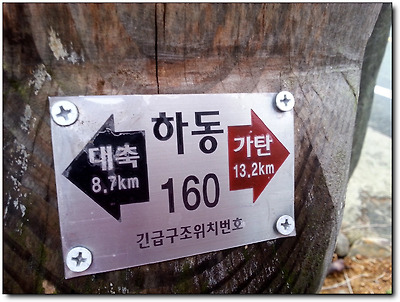 하동
대축
8.7km
가탄
13.2km
160
긴급구조위치번호